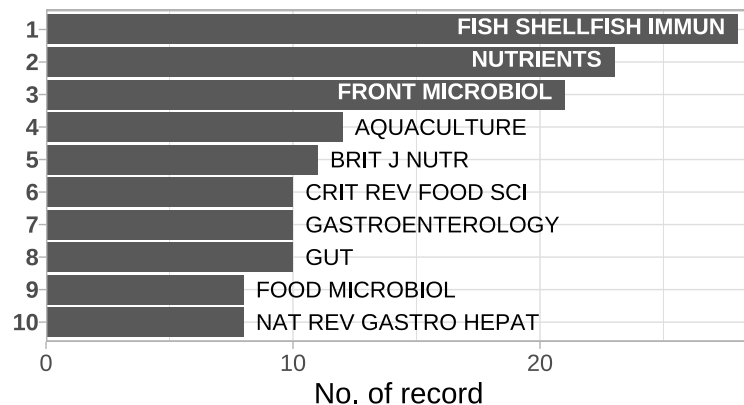 1 FISH SHELLFISH IMMUN
2 NUTRIENTS
3 FRONT MICROBIOL
4 AQUACULTURE
5 BRIT J NUTR
6 CRIT REV FOOD SCI
7 GASTROENTEROLOGY
8 GUT
9 FOOD MICROBIOL
10 NAT REV GASTRO HEPAT
0 10 20
No. of record